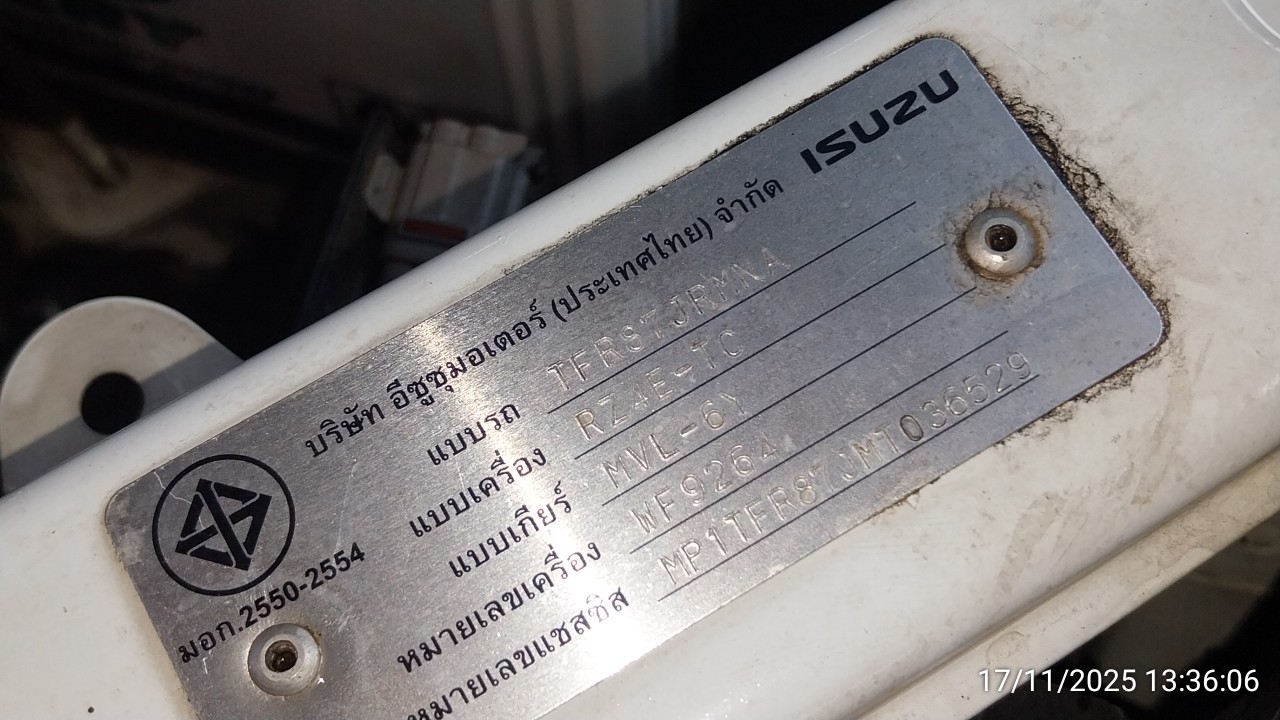 ISUZU
บริษัท อีซูซุมอเตอร์ (ประเทศไทย) จำกัด
แบบรถ TFR87JRMNA
แบบเครื่อง RZ4E-TC
แบบเกียร์ MVL-6Y
หมายเลขเครื่อง WF9264
หมายเลขแชสซิส MP1TFR87JMT036529
มอก.2550-2554
17/11/2025 13:36:06